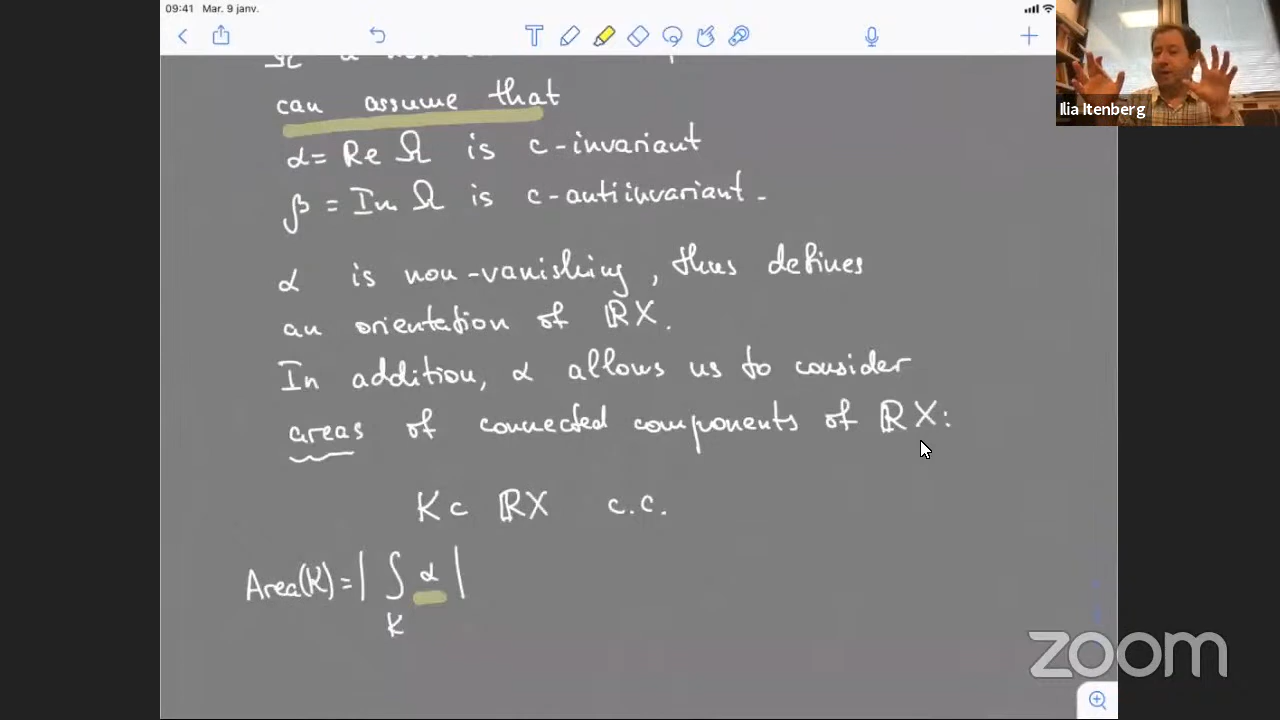 09:41 Mar. 9 janv.
can assume that
α = Re Ω is c-invariant
β = Im Ω is c-antiinvariant.
α is non-vanishing, thus defines
an orientation of ℝX.
In addition, α allows us to consider
areas of connected components of ℝX:
K ⊂ ℝX c.c.
Area(K) = | ∫ α |
K
Ilia Itenberg
zoom